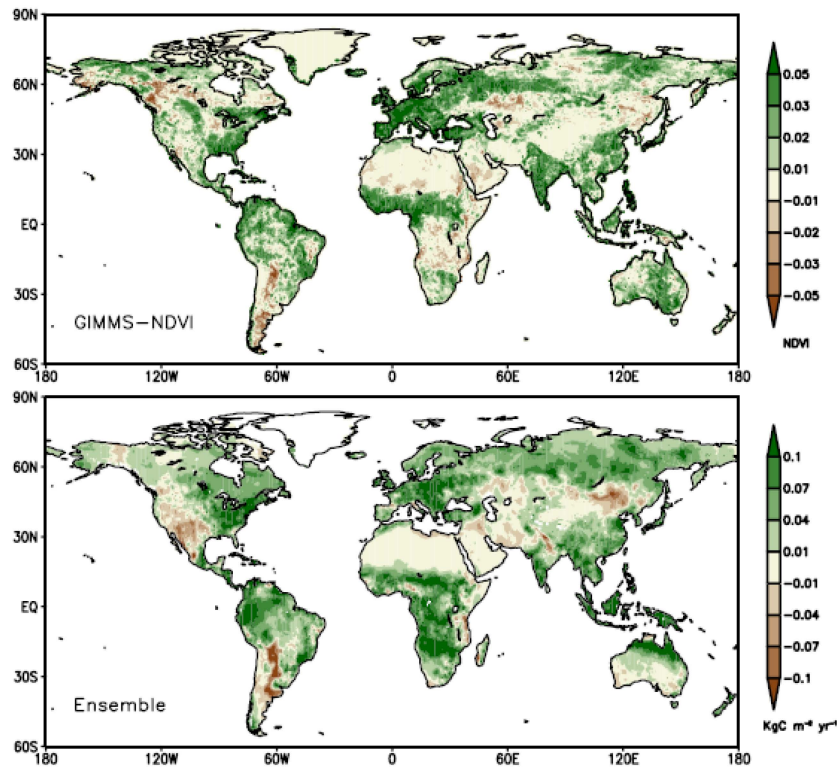 90N
60N
30N
EQ
30S
60S
180 120W 60W 0 60E 120E 180
GIMMS−NDVI
0.05
0.03
0.02
0.01
−0.01
−0.02
−0.03
−0.05
NDVI
90N
60N
30N
EQ
30S
60S
180 120W 60W 0 60E 120E 180
Ensemble
0.1
0.07
0.04
0.01
−0.01
−0.04
−0.07
−0.1
KgC m⁻² yr⁻¹